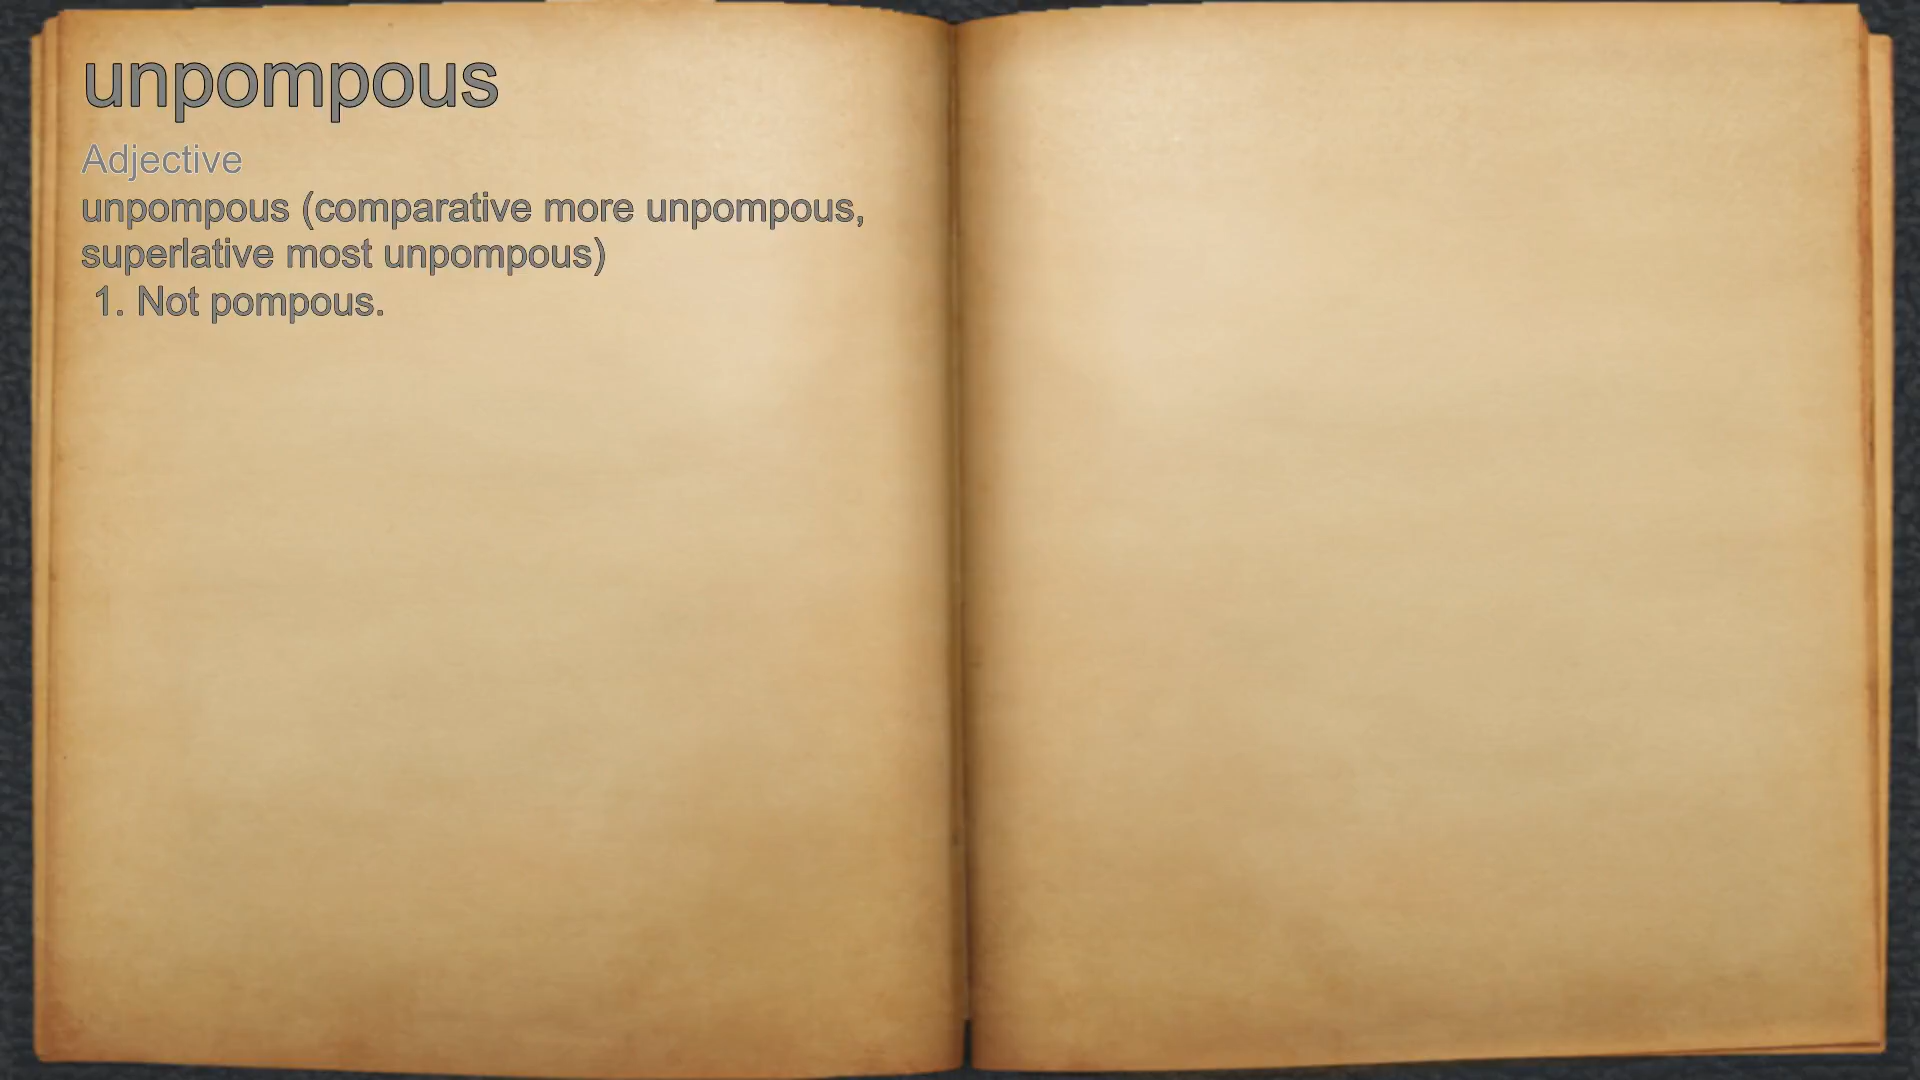 unpompous
Adjective
unpompous (comparative more unpompous,
superlative most unpompous)
1. Not pompous.